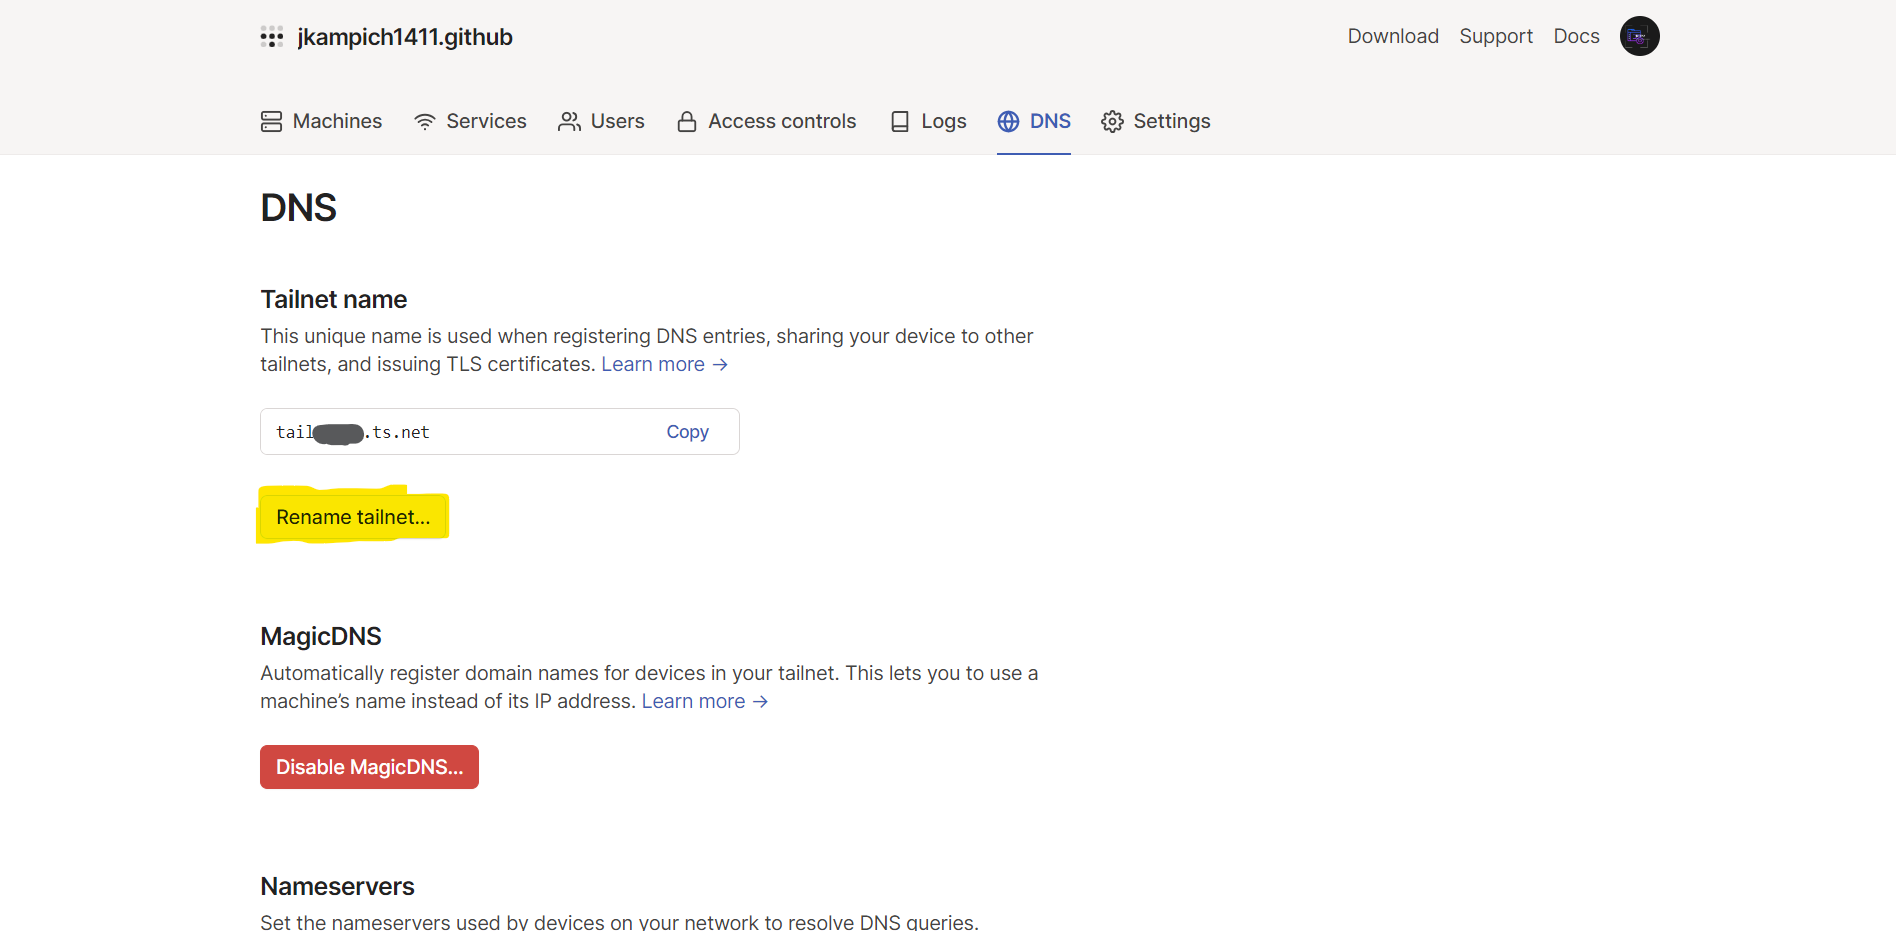 jkampich1411.github
Download Support Docs
Machines Services Users Access controls Logs DNS Settings
DNS
Tailnet name
This unique name is used when registering DNS entries, sharing your device to other
tailnets, and issuing TLS certificates. Learn more →
tail .ts.net Copy
Rename tailnet...
MagicDNS
Automatically register domain names for devices in your tailnet. This lets you to use a
machine’s name instead of its IP address. Learn more →
Disable MagicDNS...
Nameservers
Set the nameservers used by devices on your network to resolve DNS queries.